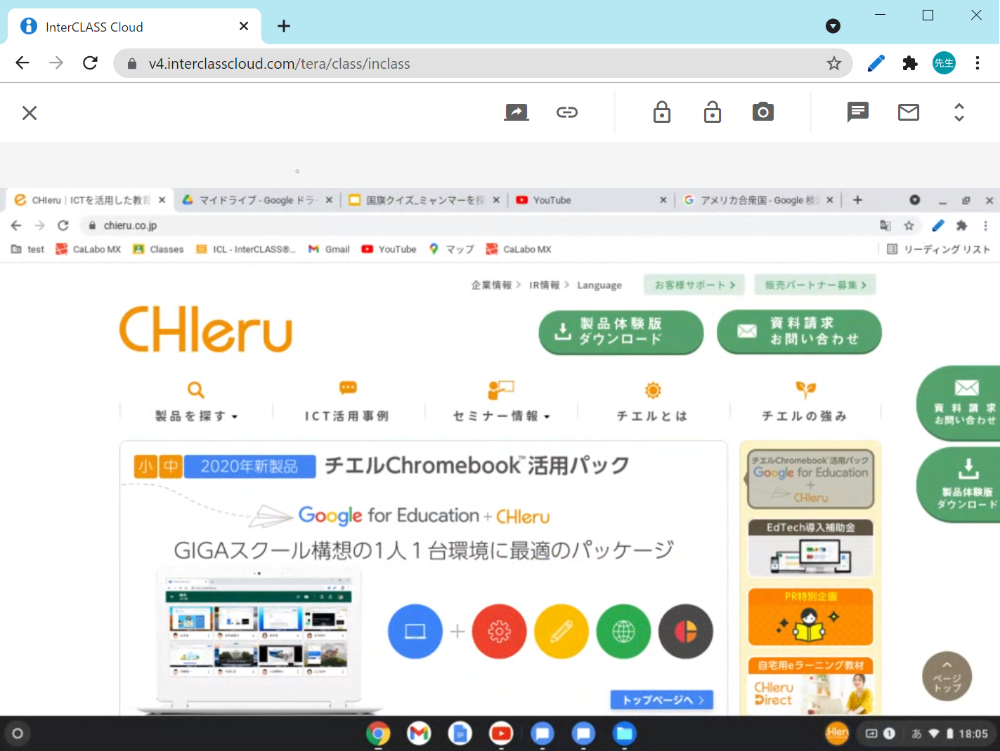 InterCLASS Cloud
v4.interclasscloud.com/tera/class/inclass
先生
CHIeru | ICTを活用した教育
マイドライブ - Google ドラ
国旗クイズ_ミャンマーを探
YouTube
アメリカ合衆国 - Google 検
chieru.co.jp
test
CaLabo MX
Classes
ICL - InterCLASS®...
Gmail
YouTube
マップ
CaLabo MX
リーディング リスト
企業情報
IR情報
Language
お客様サポート
販売パートナー募集
CHIeru
製品体験版
ダウンロード
資料請求
お問い合わせ
製品を探す
ICT活用事例
セミナー情報
チエルとは
チエルの強み
資料請求
お問い合わせ
製品体験版
ダウンロード
小 中 2020年新製品 チエルChromebook™活用パック
Google for Education + CHIeru
GIGAスクール構想の1人1台環境に最適のパッケージ
トップページへ
チエルChromebook™活用パック
Google for Education
+
CHIeru
EdTech導入補助金
PR特別企画
自宅用eラーニング教材
CHIeru
Direct
ページ
トップ
1
あ
18:05